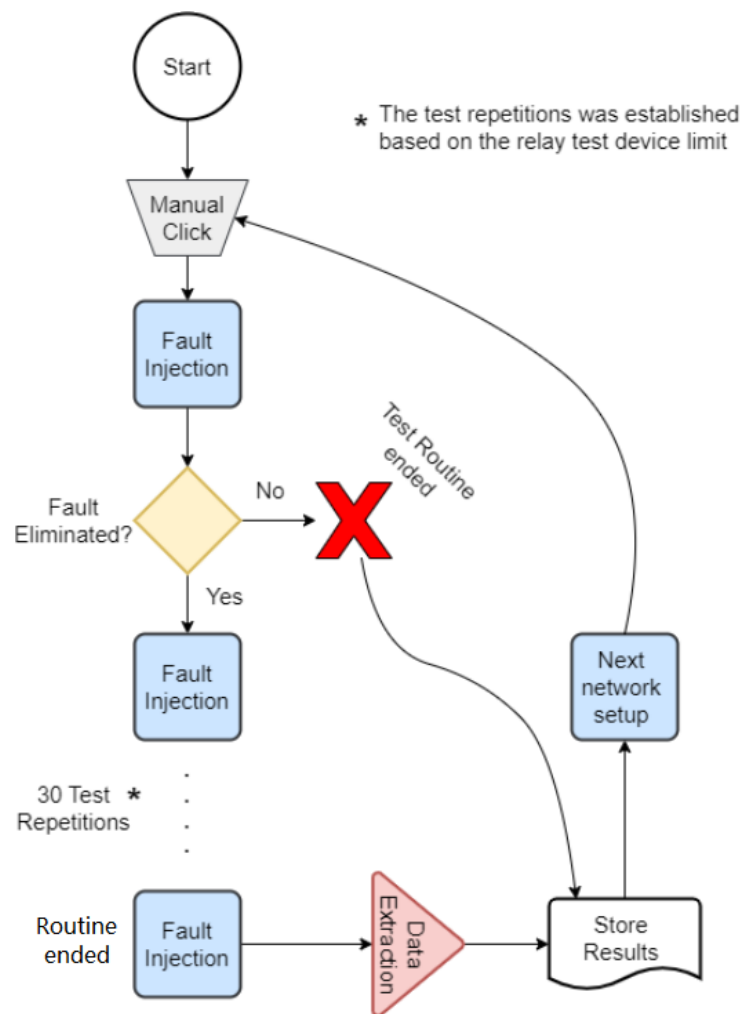 Start
* The test repetitions was established
based on the relay test device limit
Manual
Click
Fault
Injection
Test Routine
ended
Fault
Eliminated?
No
Yes
Fault
Injection
Next
network
setup
30 Test *
Repetitions
Routine
ended
Fault
Injection
Data
Extraction
Store
Results